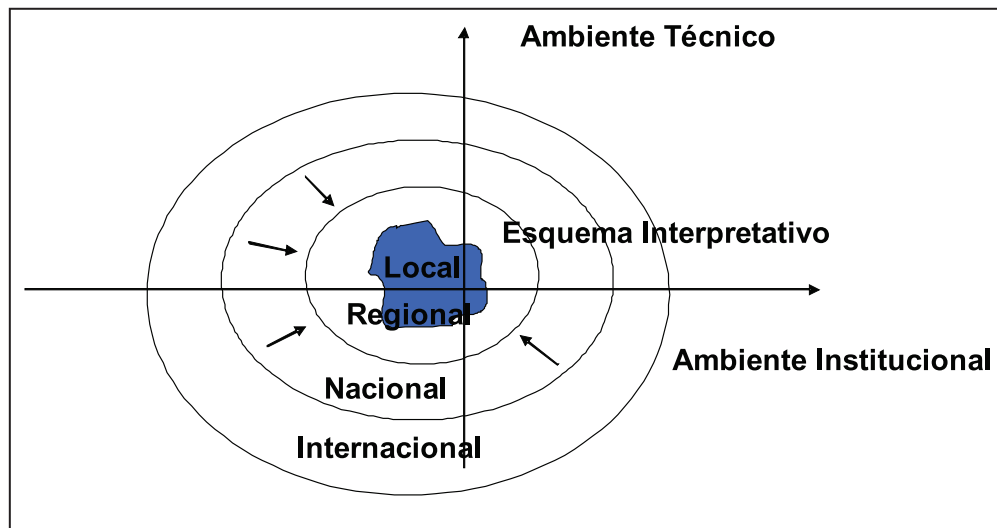 Ambiente Técnico
Esquema Interpretativo
Local
Regional
Ambiente Institucional
Nacional
Internacional